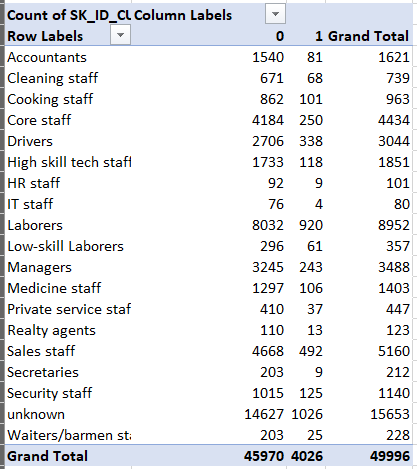 Count of SK_ID_CU Column Labels
Row Labels 0 1 Grand Total
Accountants 1540 81 1621
Cleaning staff 671 68 739
Cooking staff 862 101 963
Core staff 4184 250 4434
Drivers 2706 338 3044
High skill tech staff 1733 118 1851
HR staff 92 9 101
IT staff 76 4 80
Laborers 8032 920 8952
Low-skill Laborers 296 61 357
Managers 3245 243 3488
Medicine staff 1297 106 1403
Private service staf 410 37 447
Realty agents 110 13 123
Sales staff 4668 492 5160
Secretaries 203 9 212
Security staff 1015 125 1140
unknown 14627 1026 15653
Waiters/barmen sta 203 25 228
Grand Total 45970 4026 49996